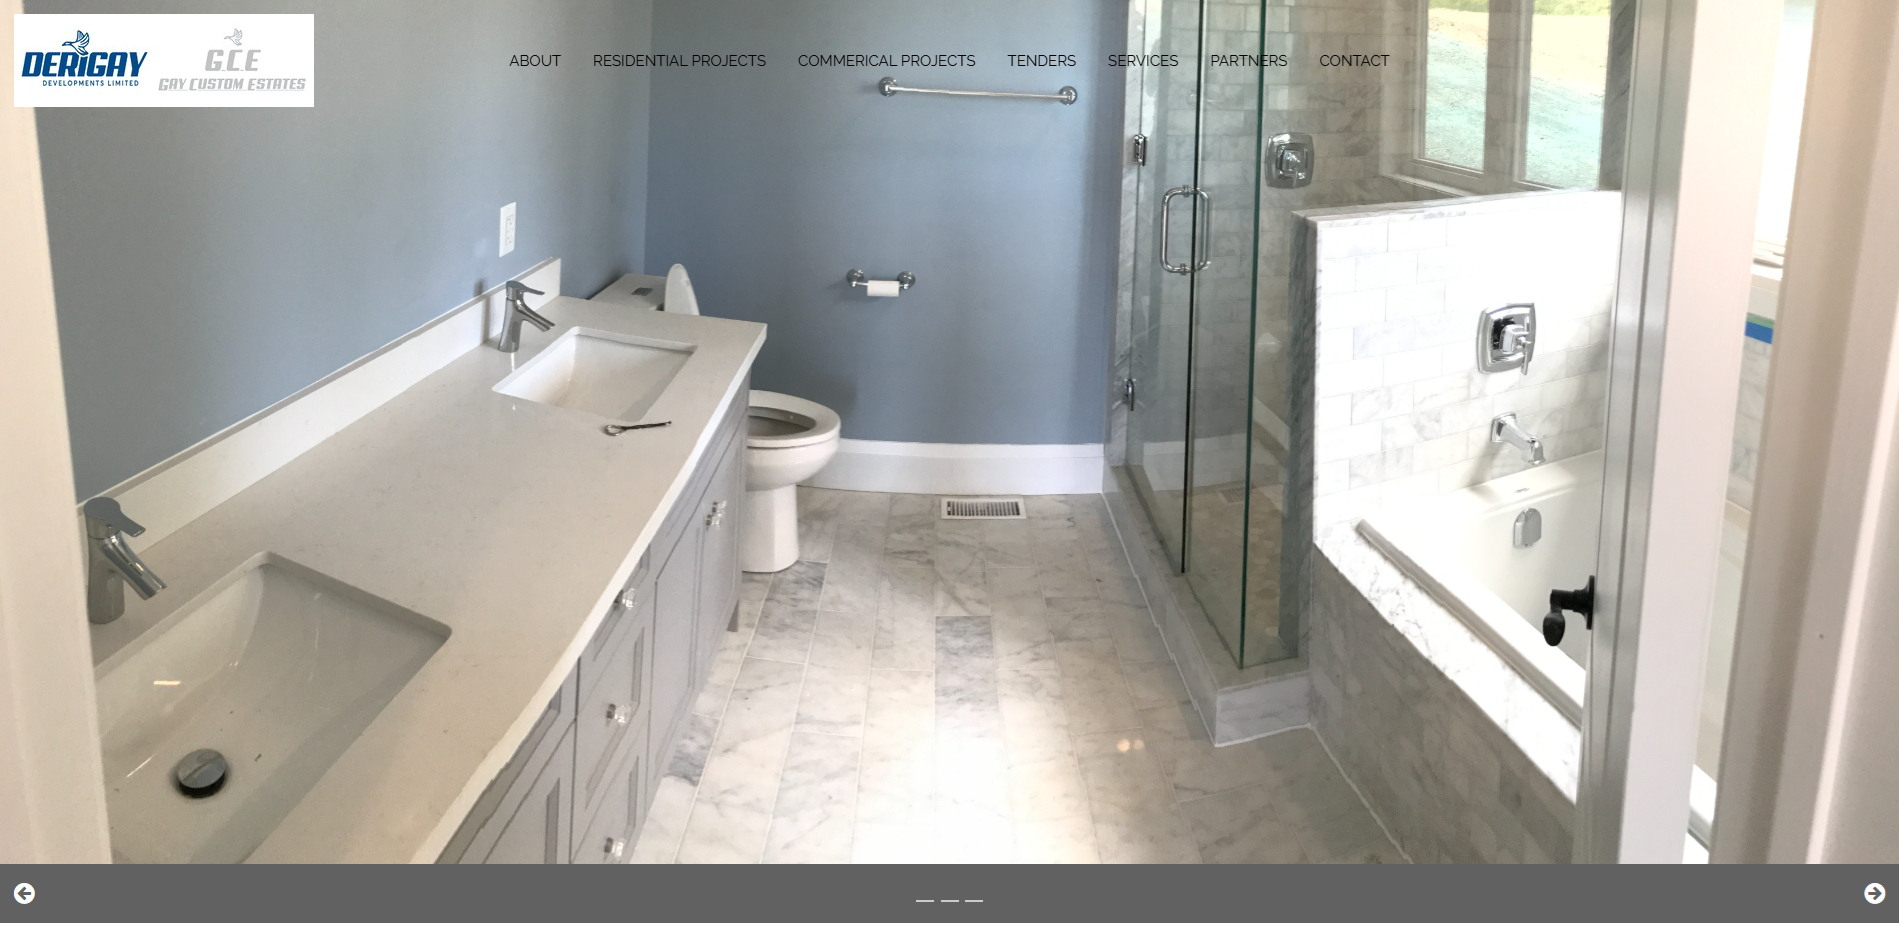 DERIGAY
DEVELOPMENTS LIMITED
G.C.E
GAY CUSTOM ESTATES
ABOUT RESIDENTIAL PROJECTS COMMERICAL PROJECTS TENDERS SERVICES PARTNERS CONTACT